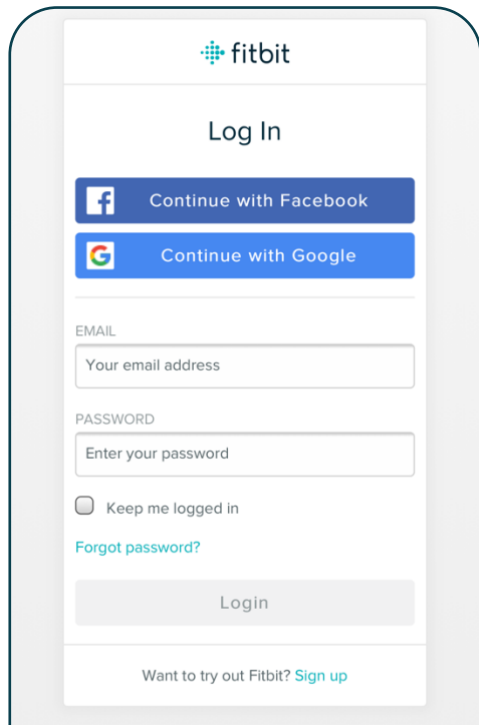 fitbit
Log In
Continue with Facebook
Continue with Google
EMAIL
Your email address
PASSWORD
Enter your password
Keep me logged in
Forgot password?
Login
Want to try out Fitbit? Sign up